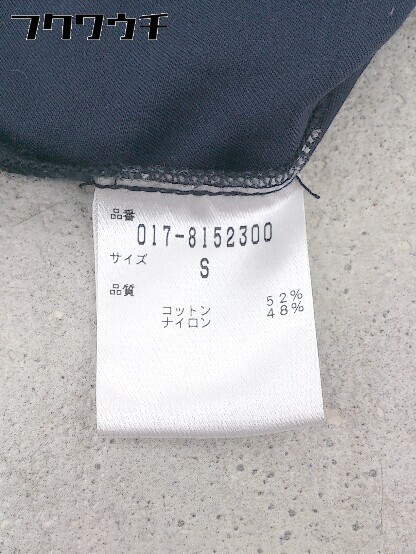 フクワウチ
品番
017-8152300
サイズ
S
品質
コットン 52%
ナイロン 48%